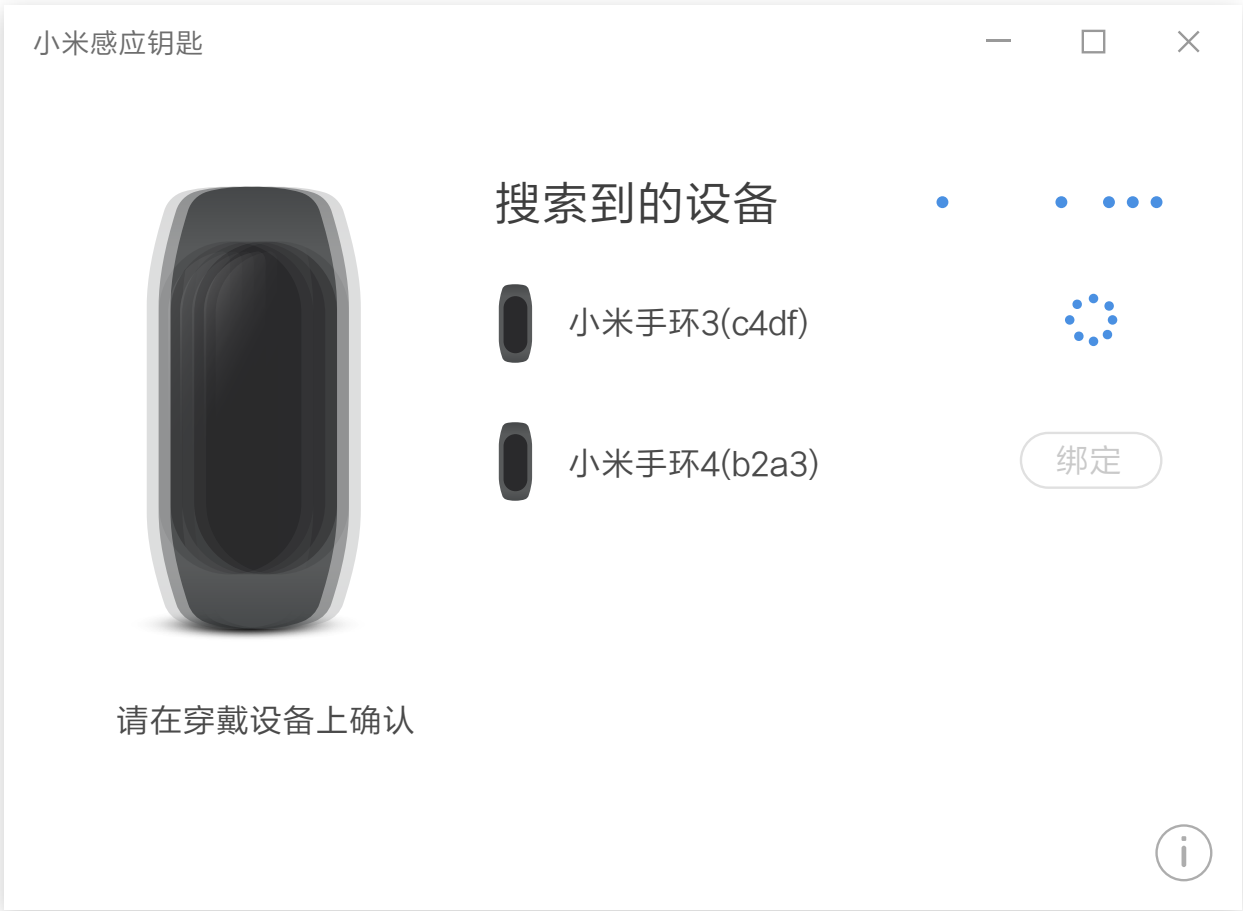 小米感应钥匙
搜索到的设备
小米手环3(c4df)
小米手环4(b2a3)
绑定
请在穿戴设备上确认